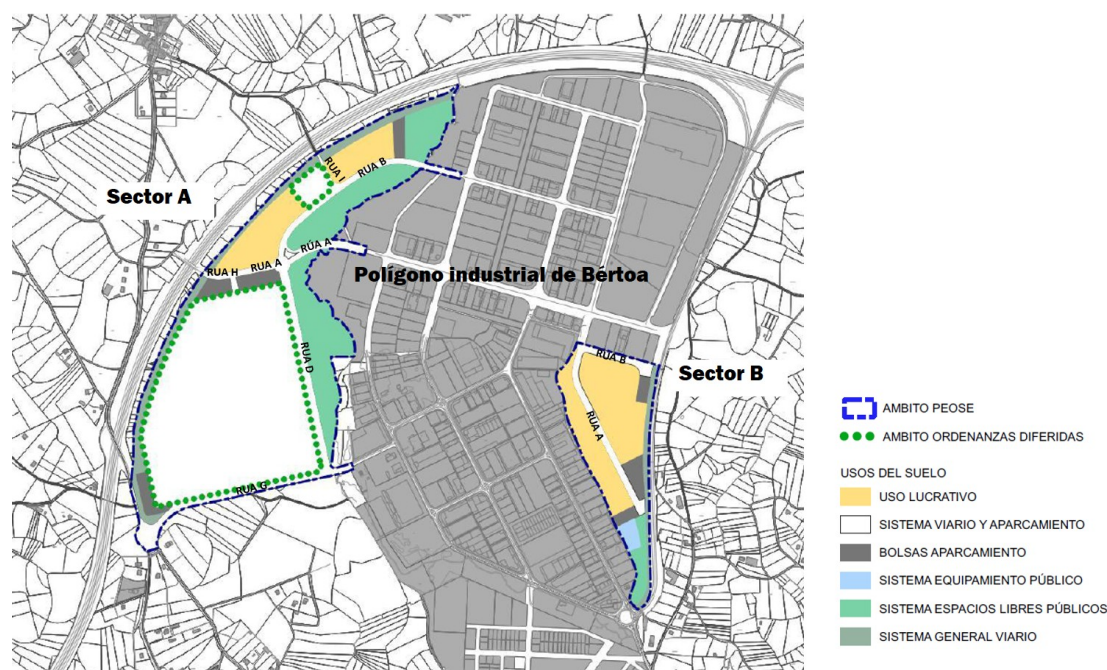 Sector A
RUA I
RUA B
RÚA A
RUA H
RUA A
Polígono industrial de Bértoa
RUA D
RUA B
Sector B
RUA A
RUA G
AMBITO PEOSE
AMBITO ORDENANZAS DIFERIDAS
USOS DEL SUELO
USO LUCRATIVO
SISTEMA VIARIO Y APARCAMIENTO
BOLSAS APARCAMIENTO
SISTEMA EQUIPAMIENTO PÚBLICO
SISTEMA ESPACIOS LIBRES PÚBLICOS
SISTEMA GENERAL VIARIO